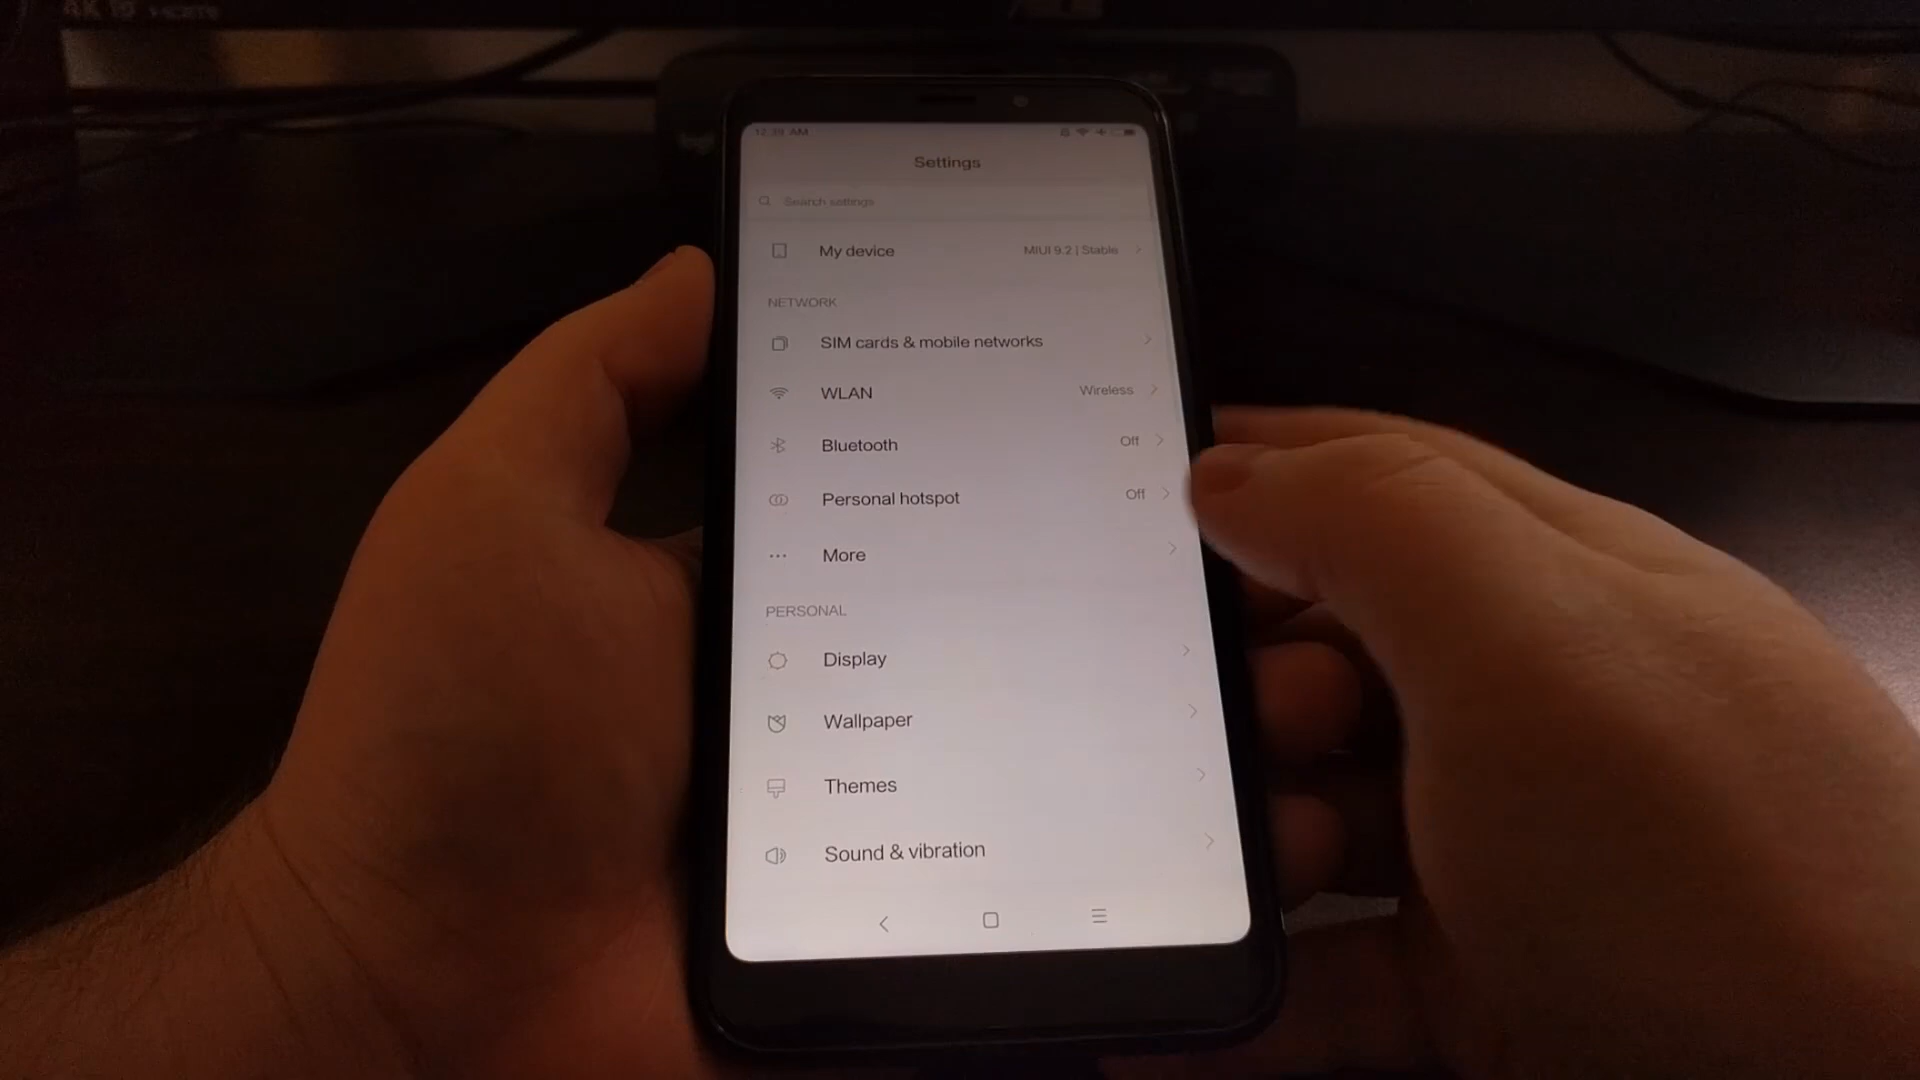 12:39 AM
Settings
Search settings
My device MIUI 9.2 | Stable
NETWORK
SIM cards & mobile networks
WLAN Wireless
Bluetooth Off
Personal hotspot Off
More
PERSONAL
Display
Wallpaper
Themes
Sound & vibration